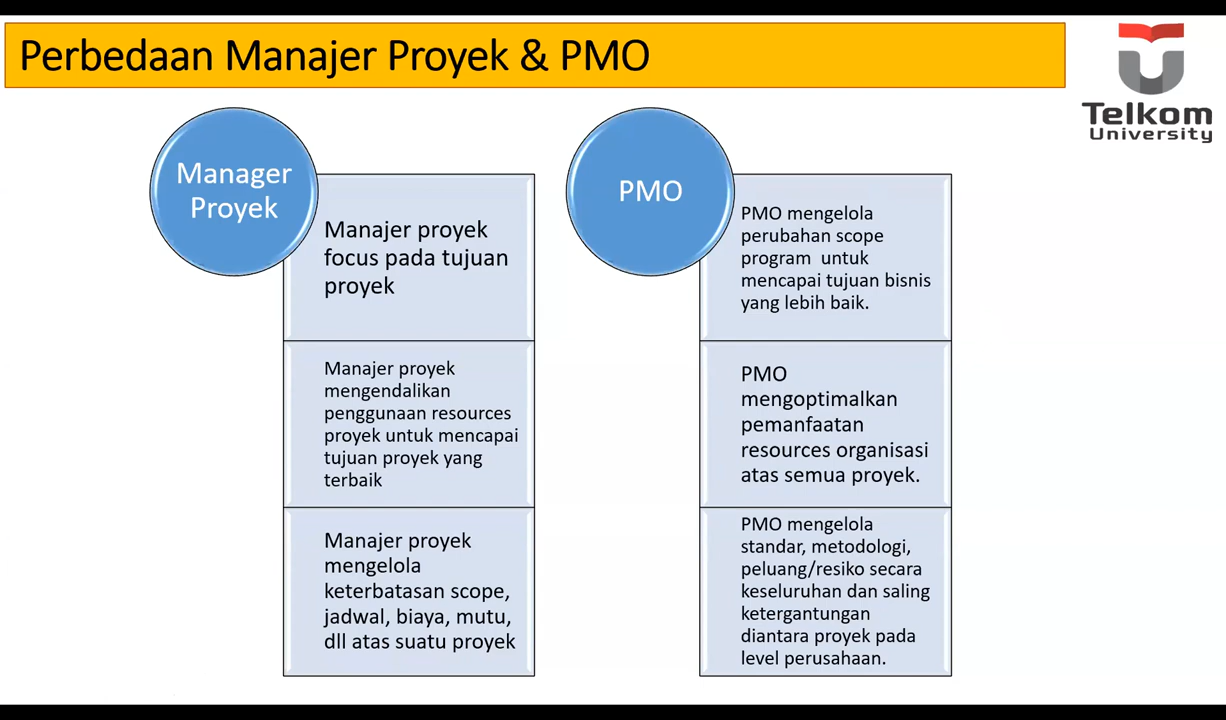 Perbedaan Manajer Proyek & PMO
Telkom
University
Manager
Proyek
Manajer proyek
focus pada tujuan
proyek
Manajer proyek
mengendalikan
penggunaan resources
proyek untuk mencapai
tujuan proyek yang
terbaik
Manajer proyek
mengelola
keterbatasan scope,
jadwal, biaya, mutu,
dll atas suatu proyek
PMO
PMO mengelola
perubahan scope
program  untuk
mencapai tujuan bisnis
yang lebih baik.
PMO
mengoptimalkan
pemanfaatan
resources organisasi
atas semua proyek.
PMO mengelola
standar, metodologi,
peluang/resiko secara
keseluruhan dan saling
ketergantungan
diantara proyek pada
level perusahaan.